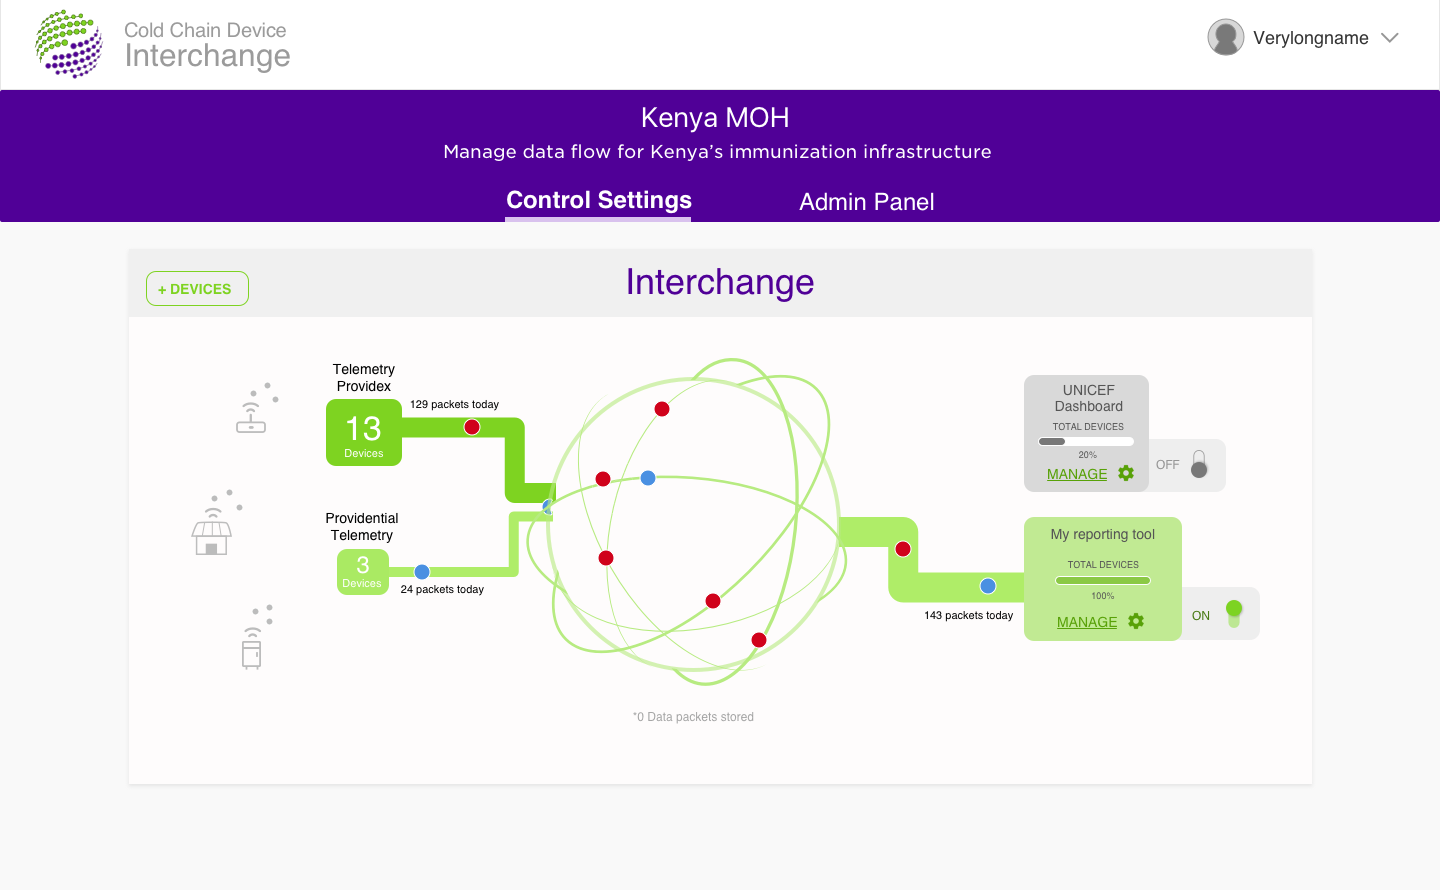 Cold Chain Device
Interchange
Verylongname
Kenya MOH
Manage data flow for Kenya’s immunization infrastructure
Control Settings
Admin Panel
+ DEVICES
Interchange
Telemetry
Providex
13
Devices
129 packets today
Providential
Telemetry
3
Devices
24 packets today
*0 Data packets stored
UNICEF
Dashboard
TOTAL DEVICES
20%
MANAGE
OFF
143 packets today
My reporting tool
TOTAL DEVICES
100%
MANAGE
ON